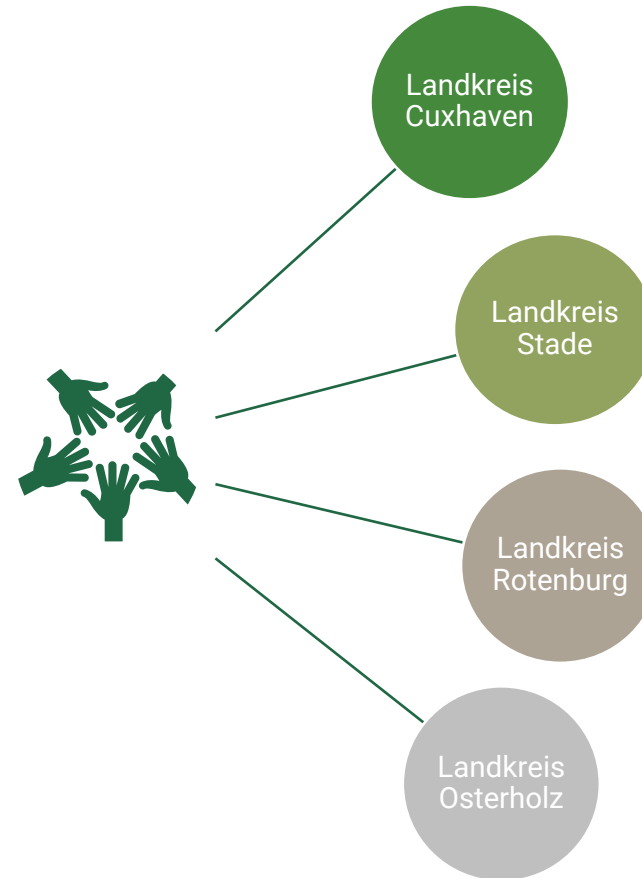 Landkreis
Cuxhaven
Landkreis
Stade
Landkreis
Rotenburg
Landkreis
Osterholz